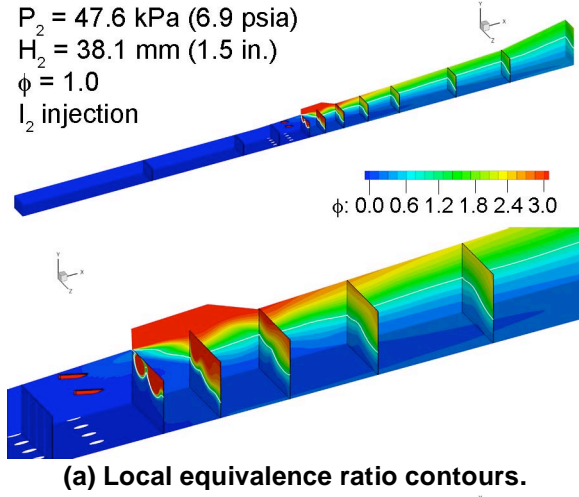 P₂ = 47.6 kPa (6.9 psia)
H₂ = 38.1 mm (1.5 in.)
ϕ = 1.0
I₂ injection
Y
X
Z
ϕ: 0.0 0.6 1.2 1.8 2.4 3.0
Y
X
Z
(a) Local equivalence ratio contours.